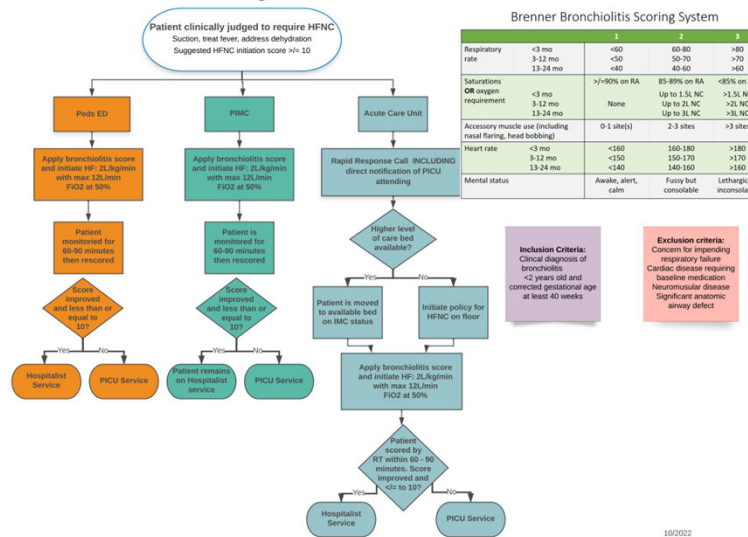 Patient clinically judged to require HFNC
Suction, treat fever, address dehydration
Suggested HFNC initiation score >/= 10
Peds ED
PIMC
Acute Care Unit
Apply bronchiolitis score
and initiate HF: 2L/kg/min
with max 12L/min
FiO2 at 50%
Apply bronchiolitis score
and initiate HF: 2L/kg/min
with max 12L/min
FiO2 at 50%
Rapid Response Call INCLUDING
direct notification of PICU
attending
Patient
monitoried for
60-90 minutes
then rescored
Patient is
monitored for
60-90 minutes
then rescored
Higher level
of care bed
available?
Yes
No
Score
improved
and less than or
equal to
10?
Score
improved
and less than or
equal to
10?
Patient is moved
to available bed
on IMC status
Initiate policy for
HFNC on floor
Yes
No
Yes
No
Hospitalist
Service
PICU Service
Patient remains
on Hospitalist
service
PICU Service
Apply bronchiolitis score
and initiate HF: 2L/kg/min
with max 12L/min
FiO2 at 50%
Patient
scored by
RT within 60 - 90
minutes. Score
improved and
</= to 10?
Yes
No
Hospitalist
Service
PICU Service
Brenner Bronchiolitis Scoring System
1 2 3
Respiratory rate <3 mo <60 60-80 >80
3-12 mo <50 50-70 >70
13-24 mo <40 40-60 >60
Saturations >/=90% on RA 85-89% on RA <85% on
OR oxygen
requirement <3 mo Up to 1.5L NC >1.5L N
3-12 mo None Up to 2L NC >2L NC
13-24 mo Up to 3L NC >3L NC
Accessory muscle use (including
nasal flaring, head bobbing) 0-1 site(s) 2-3 sites >3 sites
Heart rate <3 mo <160 160-180 >180
3-12 mo <150 150-170 >170
13-24 mo <140 140-160 >160
Mental status Awake, alert,
calm Fussy but
consolable Lethargic
inconsola
Inclusion Criteria:
Clincal diagnosis of
bronchiolitis
<2 years old and
corrected gestational age
at least 40 weeks
Exclusion criteria:
Concern for impending
respiratory failure
Cardiac disease requiring
baseline medication
Neuromusular disease
Significant anatomic
airway defect
10/2022